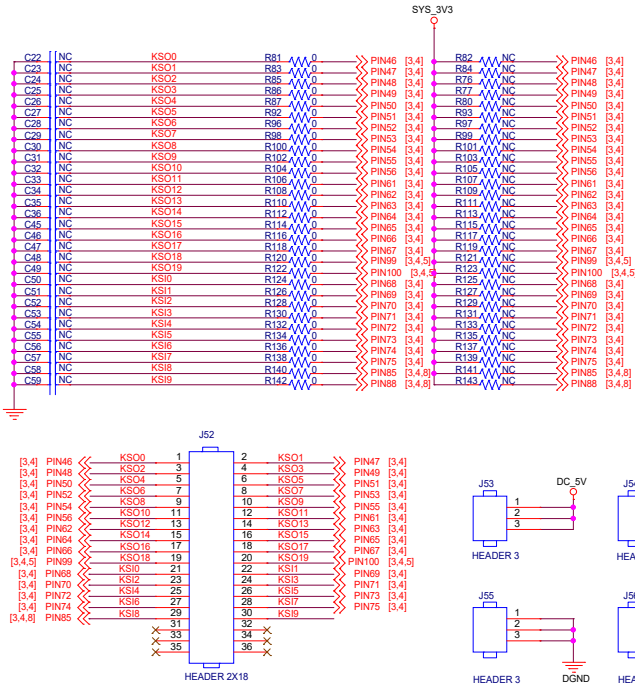 SYS_3V3
C22 NC KSO0 R81 0 PIN46 [3,4] R82 NC PIN46 [3,4]
C23 NC KSO1 R83 0 PIN47 [3,4] R84 NC PIN47 [3,4]
C24 NC KSO2 R85 0 PIN48 [3,4] R76 NC PIN48 [3,4]
C25 NC KSO3 R86 0 PIN49 [3,4] R77 NC PIN49 [3,4]
C26 NC KSO4 R87 0 PIN50 [3,4] R80 NC PIN50 [3,4]
C27 NC KSO5 R92 0 PIN51 [3,4] R93 NC PIN51 [3,4]
C28 NC KSO6 R96 0 PIN52 [3,4] R97 NC PIN52 [3,4]
C29 NC KSO7 R98 0 PIN53 [3,4] R99 NC PIN53 [3,4]
C30 NC KSO8 R100 0 PIN54 [3,4] R101 NC PIN54 [3,4]
C31 NC KSO9 R102 0 PIN55 [3,4] R103 NC PIN55 [3,4]
C32 NC KSO10 R104 0 PIN56 [3,4] R105 NC PIN56 [3,4]
C33 NC KSO11 R106 0 PIN61 [3,4] R107 NC PIN61 [3,4]
C34 NC KSO12 R108 0 PIN62 [3,4] R109 NC PIN62 [3,4]
C35 NC KSO13 R110 0 PIN63 [3,4] R111 NC PIN63 [3,4]
C36 NC KSO14 R112 0 PIN64 [3,4] R113 NC PIN64 [3,4]
C45 NC KSO15 R114 0 PIN65 [3,4] R115 NC PIN65 [3,4]
C46 NC KSO16 R116 0 PIN66 [3,4] R117 NC PIN66 [3,4]
C47 NC KSO17 R118 0 PIN67 [3,4] R119 NC PIN67 [3,4]
C48 NC KSO18 R120 0 PIN99 [3,4,5] R121 NC PIN99 [3,4,5]
C49 NC KSO19 R122 0 PIN100 [3,4,5] R123 NC PIN100 [3,4,5]
C50 NC KSI0 R124 0 PIN68 [3,4] R125 NC PIN68 [3,4]
C51 NC KSI1 R126 0 PIN69 [3,4] R127 NC PIN69 [3,4]
C52 NC KSI2 R128 0 PIN70 [3,4] R129 NC PIN70 [3,4]
C53 NC KSI3 R130 0 PIN71 [3,4] R131 NC PIN71 [3,4]
C54 NC KSI4 R132 0 PIN72 [3,4] R133 NC PIN72 [3,4]
C55 NC KSI5 R134 0 PIN73 [3,4] R135 NC PIN73 [3,4]
C56 NC KSI6 R136 0 PIN74 [3,4] R137 NC PIN74 [3,4]
C57 NC KSI7 R138 0 PIN75 [3,4] R139 NC PIN75 [3,4]
C58 NC KSI8 R140 0 PIN85 [3,4,8] R141 NC PIN85 [3,4,8]
C59 NC KSI9 R142 0 PIN88 [3,4,8] R143 NC PIN88 [3,4,8]
J52
[3,4] PIN46 KSO0 1 2 KSO1 PIN47 [3,4]
[3,4] PIN48 KSO2 3 4 KSO3 PIN49 [3,4]
[3,4] PIN50 KSO4 5 6 KSO5 PIN51 [3,4]
[3,4] PIN52 KSO6 7 8 KSO7 PIN53 [3,4]
[3,4] PIN54 KSO8 9 10 KSO9 PIN55 [3,4]
[3,4] PIN56 KSO10 11 12 KSO11 PIN61 [3,4]
[3,4] PIN62 KSO12 13 14 KSO13 PIN63 [3,4]
[3,4] PIN64 KSO14 15 16 KSO15 PIN65 [3,4]
[3,4] PIN66 KSO16 17 18 KSO17 PIN67 [3,4]
[3,4,5] PIN99 KSO18 19 20 KSO19 PIN100 [3,4,5]
[3,4] PIN68 KSI0 21 22 KSI1 PIN69 [3,4]
[3,4] PIN70 KSI2 23 24 KSI3 PIN71 [3,4]
[3,4] PIN72 KSI4 25 26 KSI5 PIN73 [3,4]
[3,4] PIN74 KSI6 27 28 KSI7 PIN75 [3,4]
[3,4,8] PIN85 KSI8 29 30 KSI9
31 32
33 34
35 36
HEADER 2X18
J53 DC_5V
1
2
3
HEADER 3
J55
1
2
3
HEADER 3 DGND